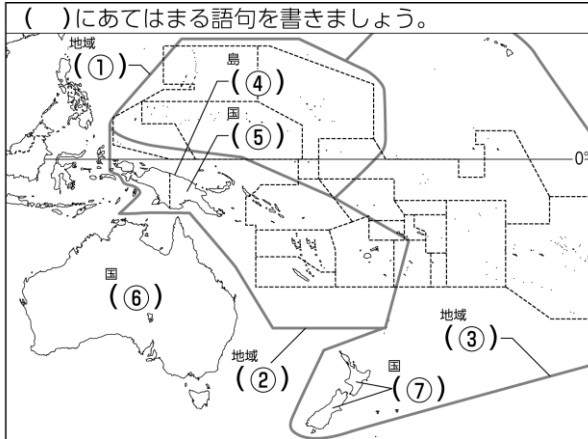 (　)にあてはまる語句を書きましょう。
地域
(①)
島
(④)
国
(⑤)
0°
国
(⑥)
地域
(③)
地域
(②)
国
(⑦)